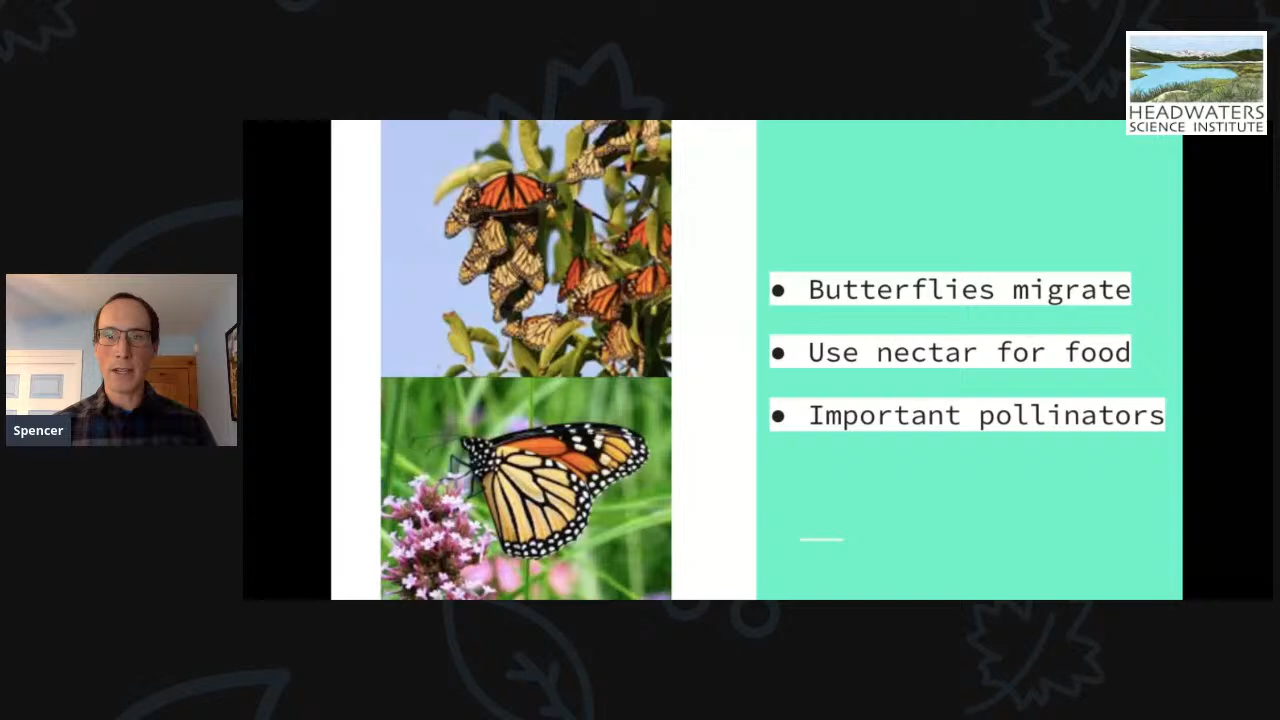 HEADWATERS
SCIENCE INSTITUTE
● Butterflies migrate
● Use nectar for food
● Important pollinators
Spencer